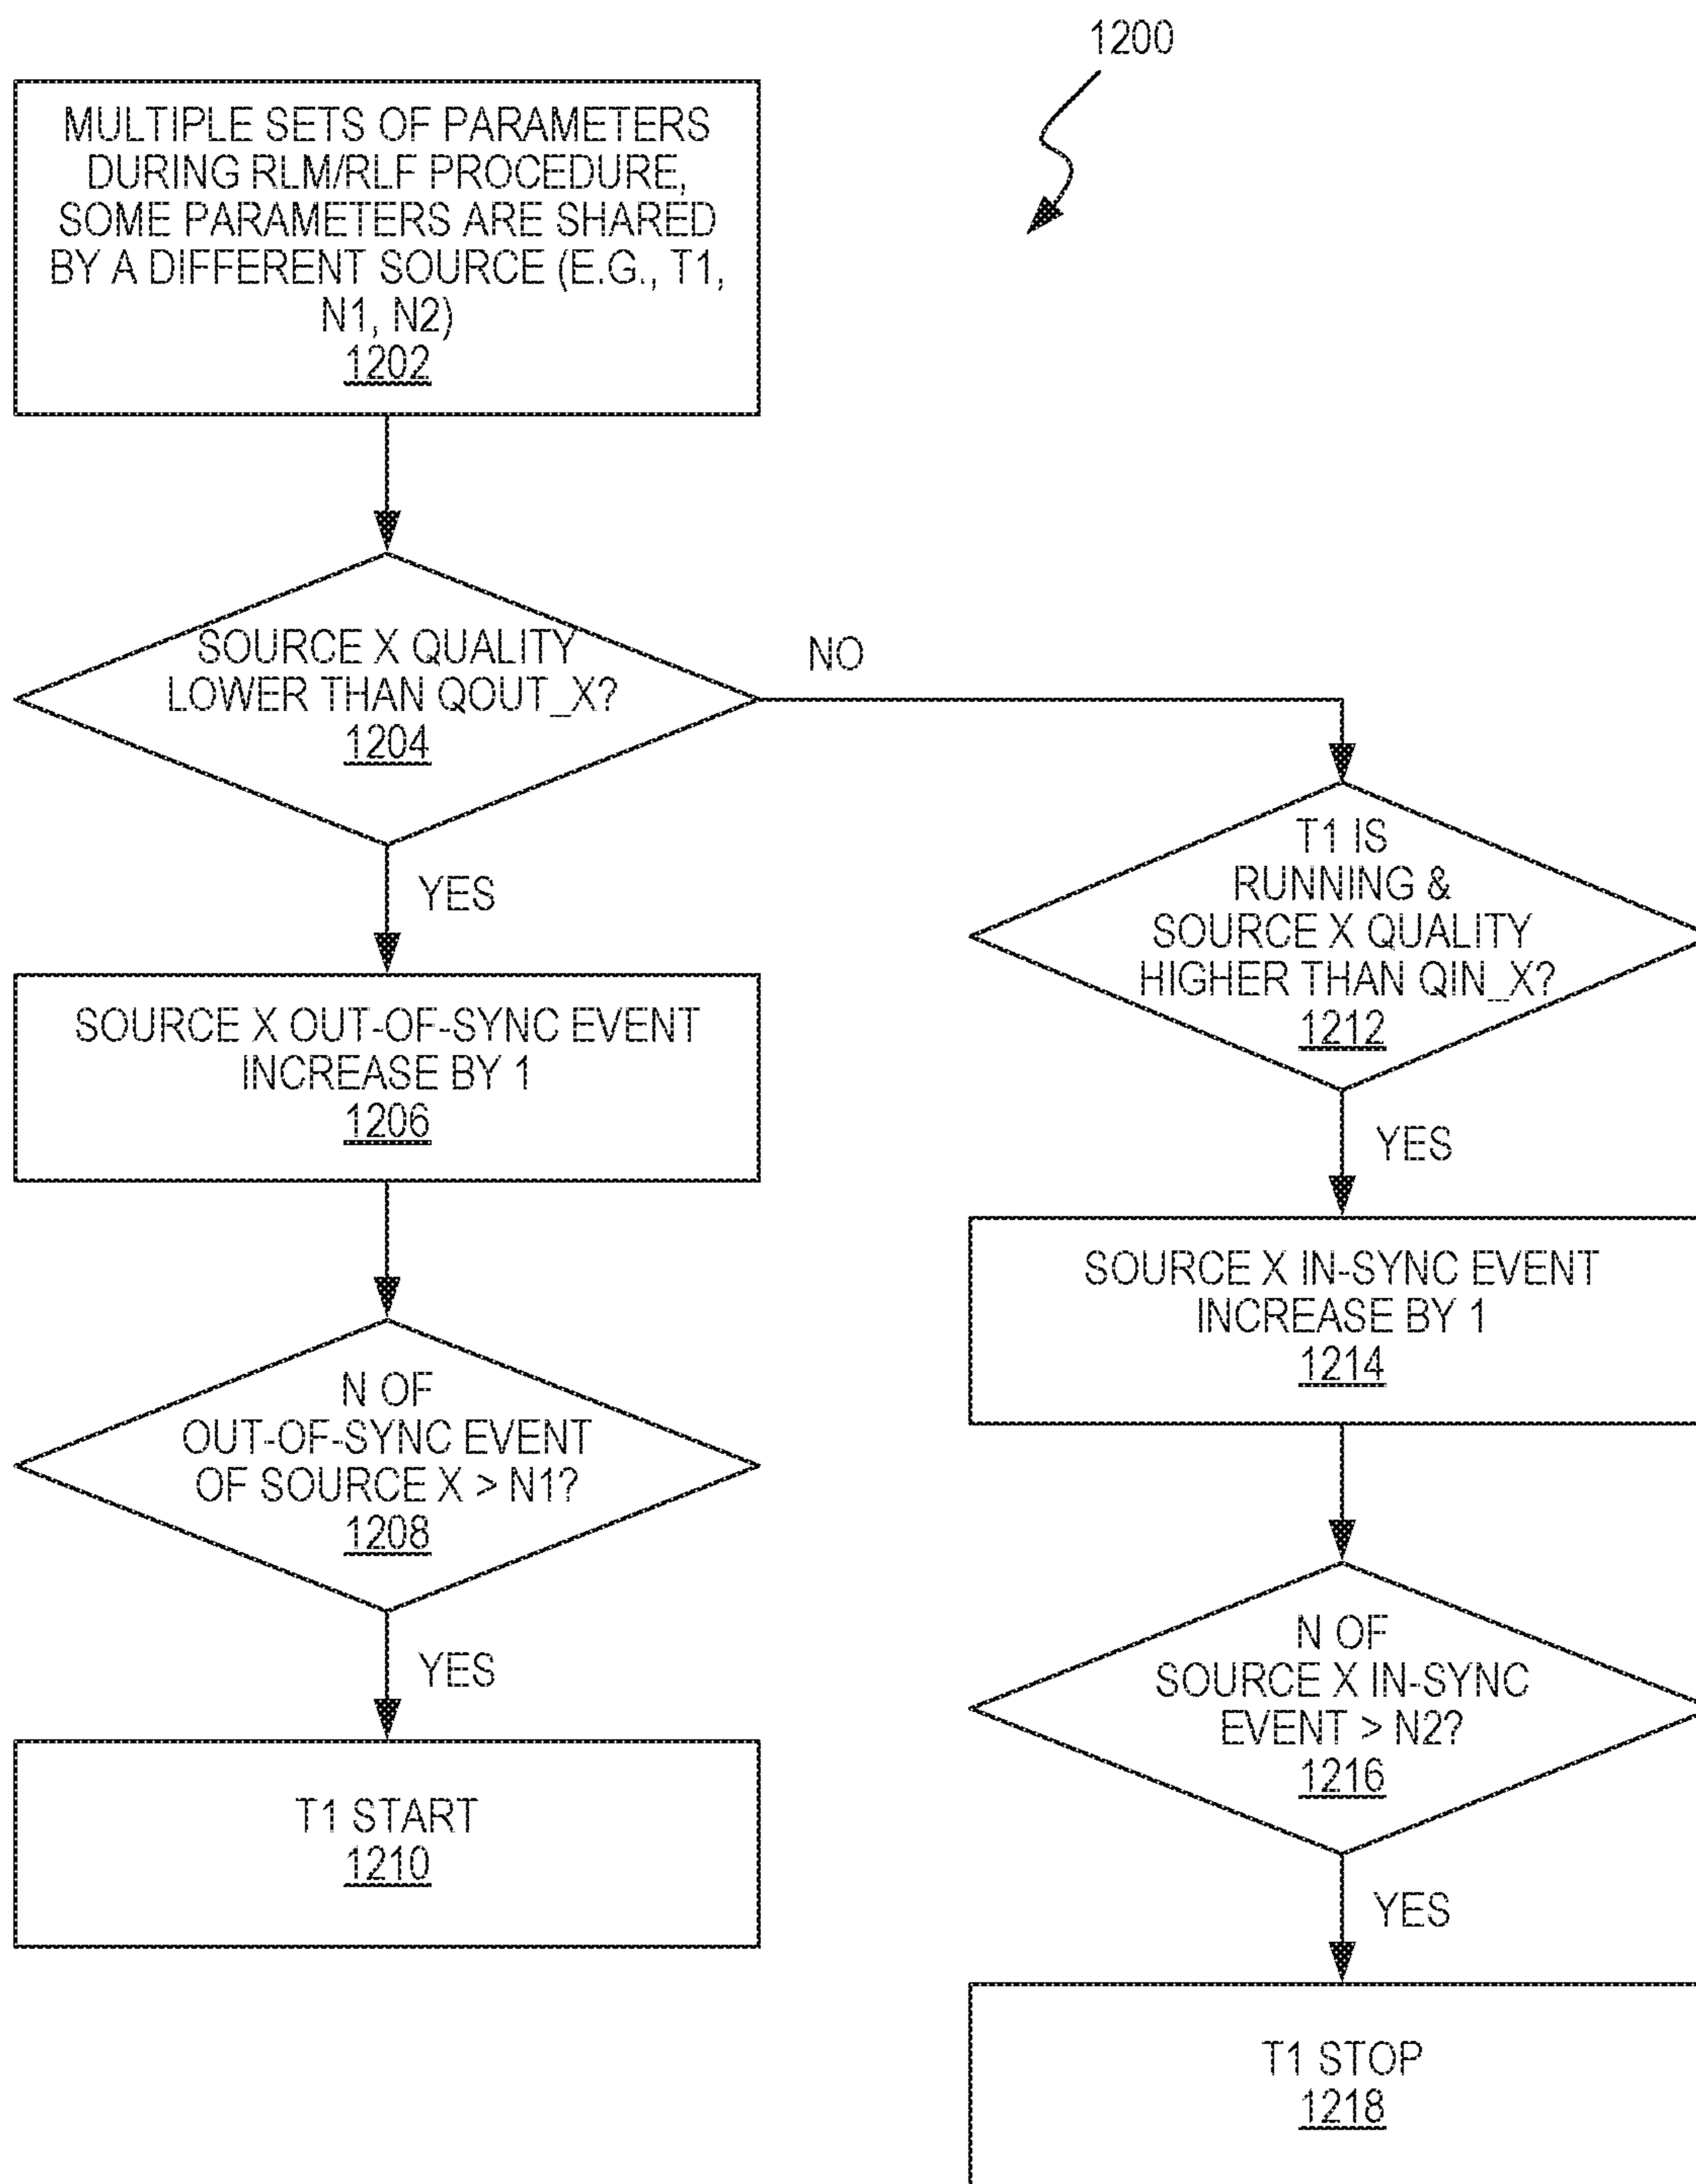 1200
MULTIPLE SETS OF PARAMETERS
DURING RLM/RLF PROCEDURE,
SOME PARAMETERS ARE SHARED
BY A DIFFERENT SOURCE (E.G., T1,
N1, N2)
1202
SOURCE X QUALITY
LOWER THAN QOUT_X?
1204
NO
YES
SOURCE X OUT-OF-SYNC EVENT
INCREASE BY 1
1206
N OF
OUT-OF-SYNC EVENT
OF SOURCE X > N1?
1208
YES
T1 START
1210
T1 IS
RUNNING &
SOURCE X QUALITY
HIGHER THAN QIN_X?
1212
YES
SOURCE X IN-SYNC EVENT
INCREASE BY 1
1214
N OF
SOURCE X IN-SYNC
EVENT > N2?
1216
YES
T1 STOP
1218